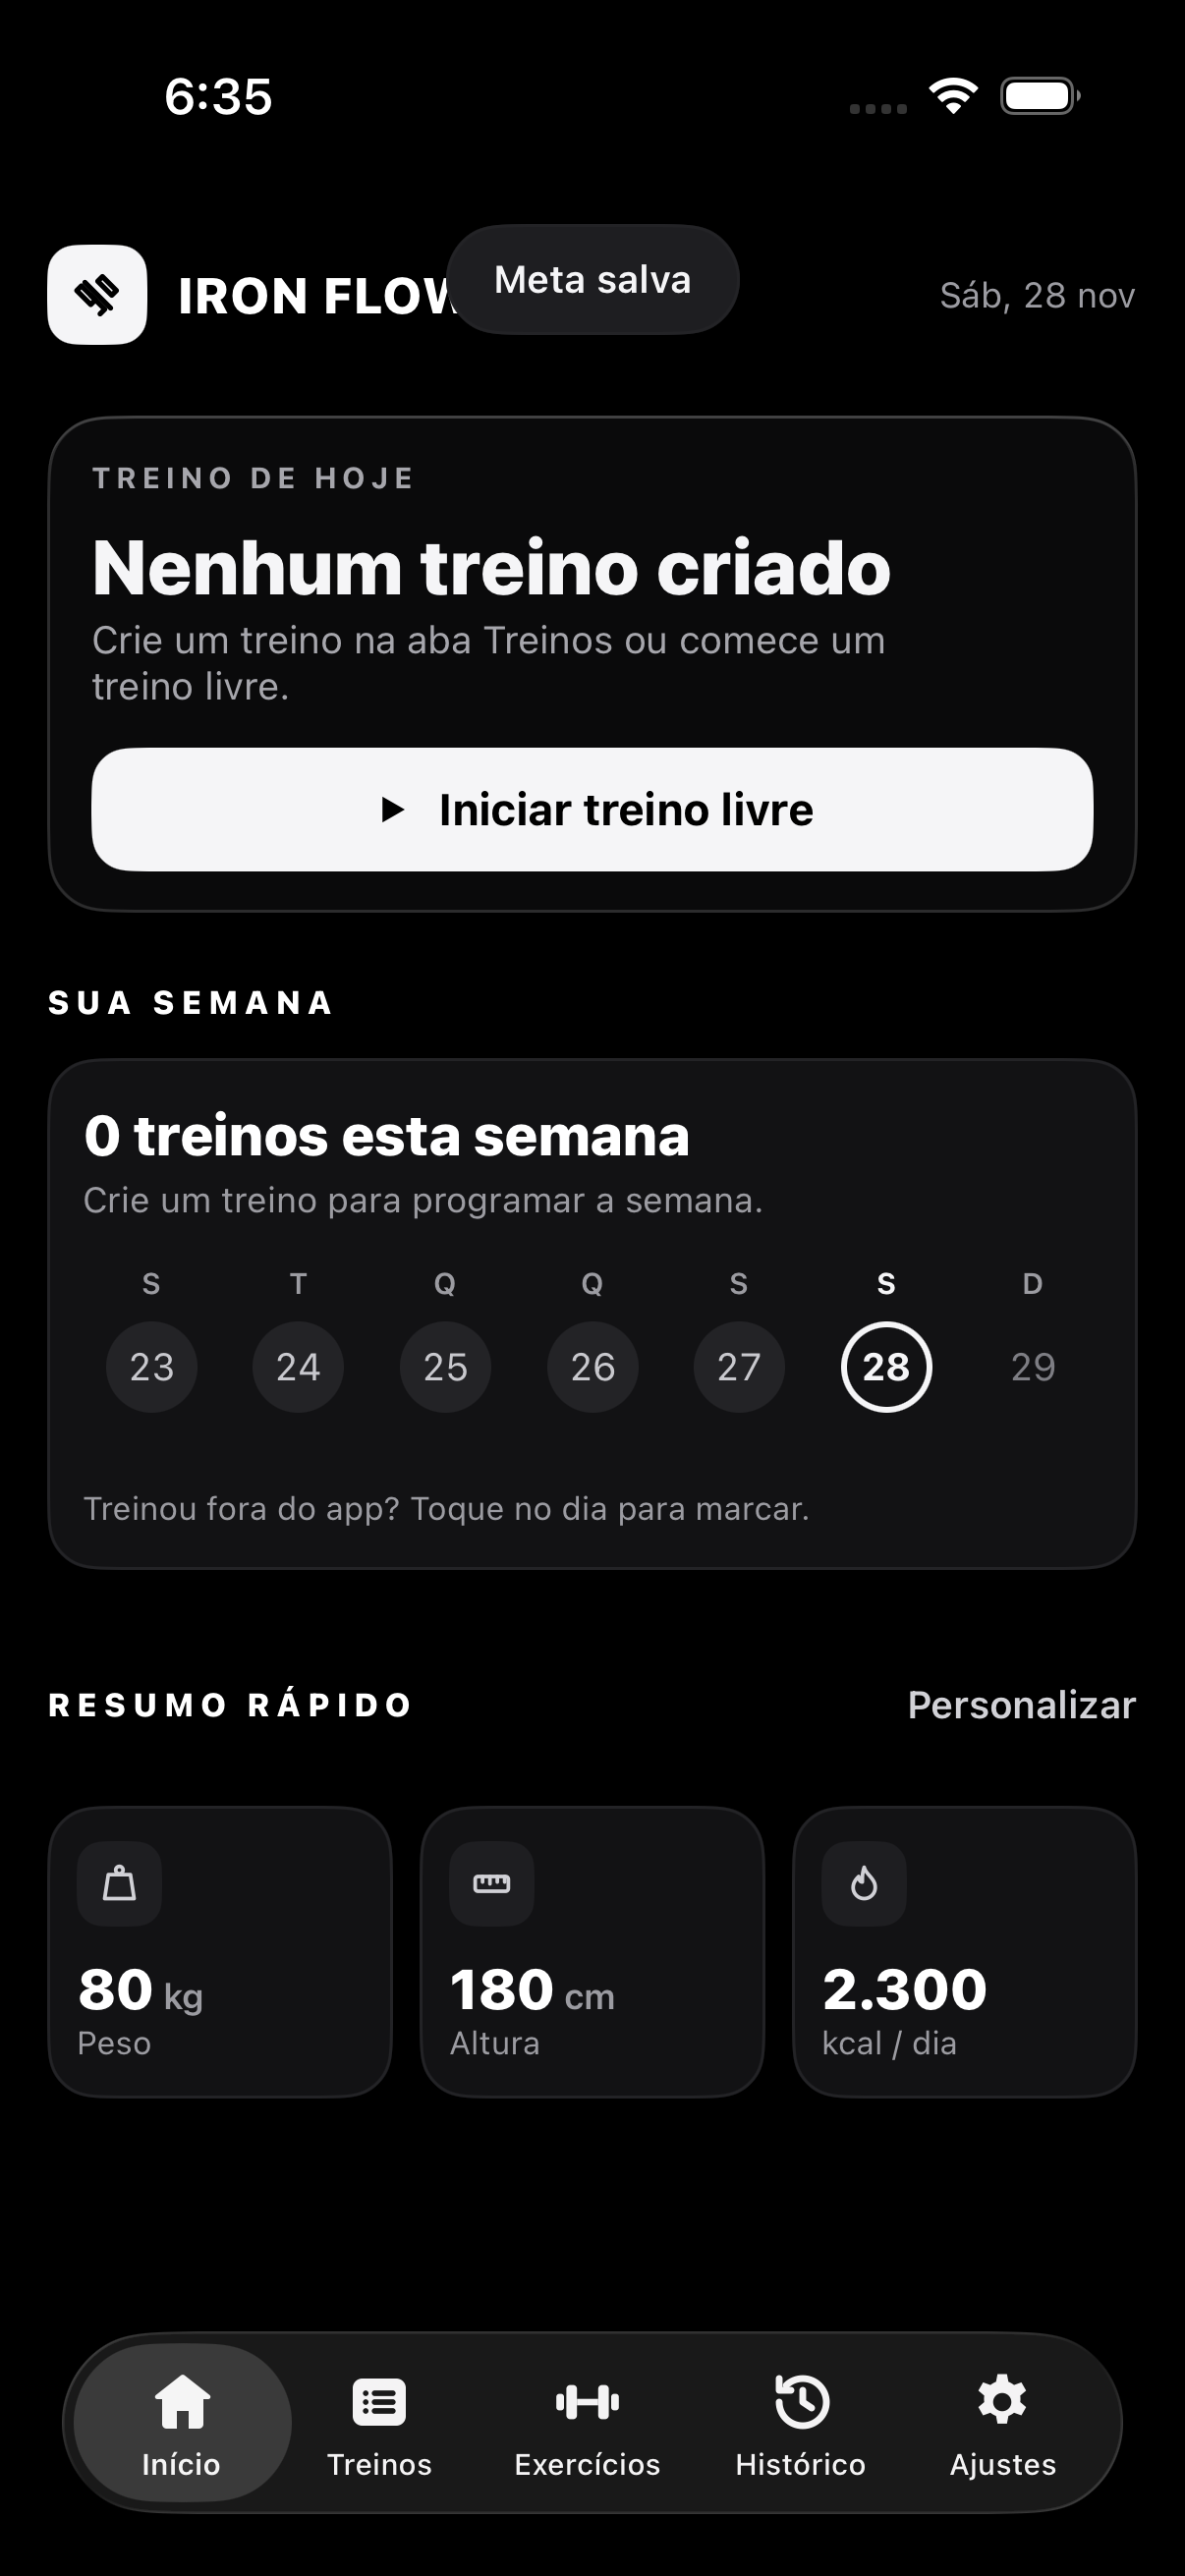 6:35
IRON FLOW
Meta salva
Sáb, 28 nov
TREINO DE HOJE
Nenhum treino criado
Crie um treino na aba Treinos ou comece um
treino livre.
Iniciar treino livre
SUA SEMANA
0 treinos esta semana
Crie um treino para programar a semana.
S T Q Q S S D
23 24 25 26 27 28 29
Treinou fora do app? Toque no dia para marcar.
RESUMO RÁPIDO Personalizar
80 kg 180 cm 2.300
Peso Altura kcal / dia
Início Treinos Exercícios Histórico Ajustes